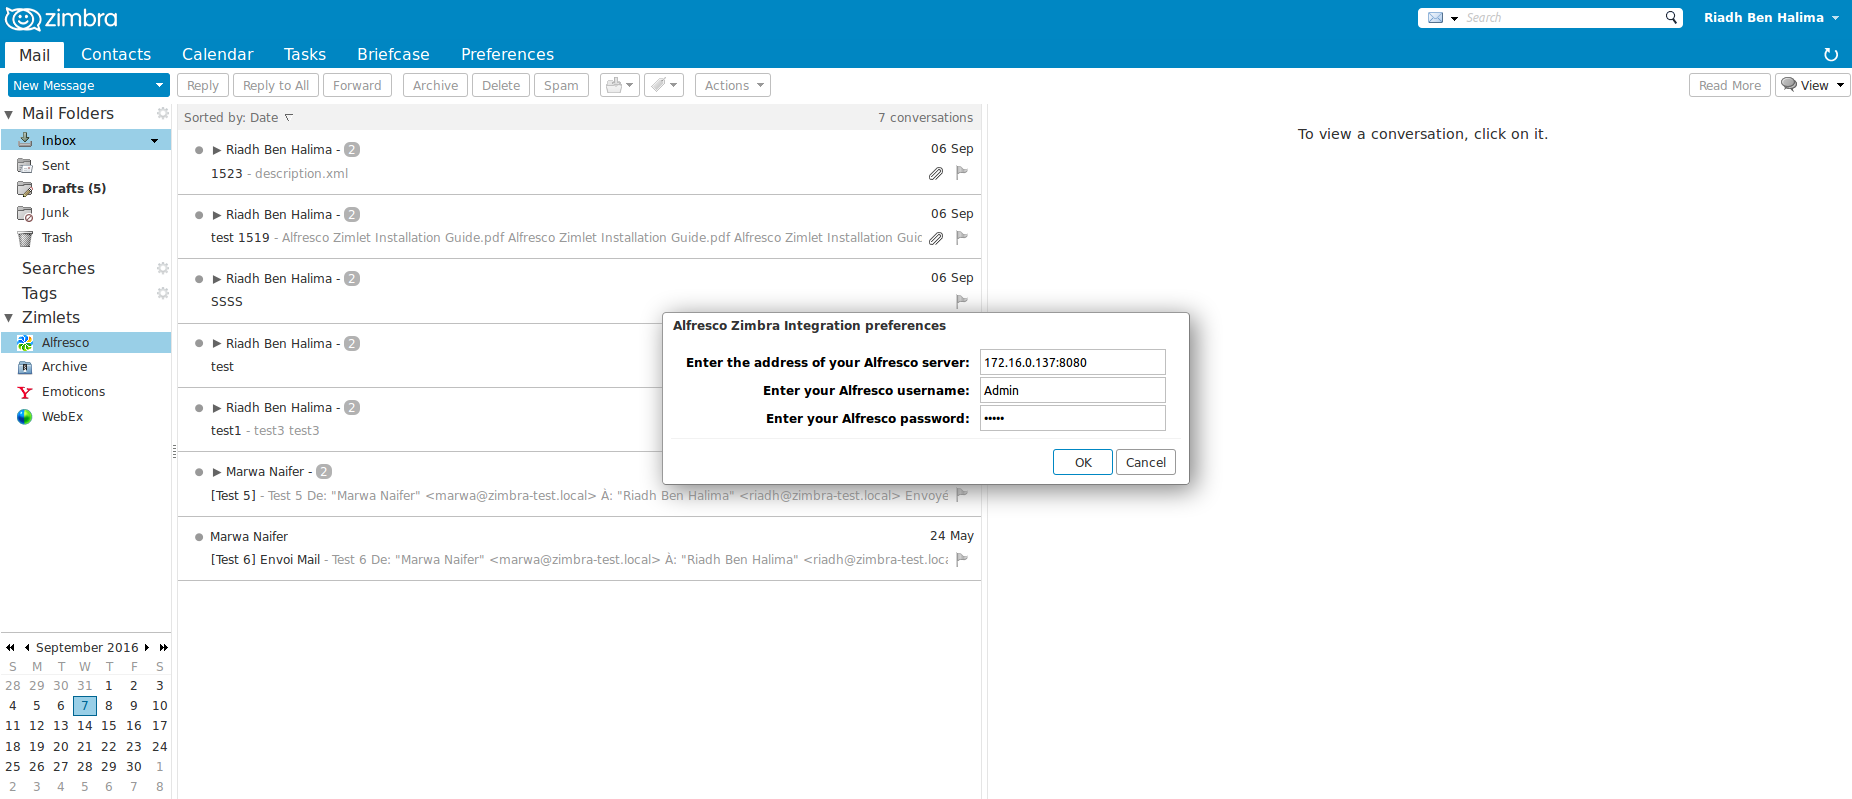 zimbra
Search
Riadh Ben Halima
Mail Contacts Calendar Tasks Briefcase Preferences
New Message
Reply Reply to All Forward Archive Delete Spam Actions Read More View
Mail Folders
Inbox
Sent
Drafts (5)
Junk
Trash
Searches
Tags
Zimlets
Alfresco
Archive
Emoticons
WebEx
September 2016
S M T W T F S
28 29 30 31 1 2 3
4 5 6 7 8 9 10
11 12 13 14 15 16 17
18 19 20 21 22 23 24
25 26 27 28 29 30 1
2 3 4 5 6 7 8
Sorted by: Date 7 conversations
Riadh Ben Halima - 2 06 Sep
1523 - description.xml
Riadh Ben Halima - 2 06 Sep
test 1519 - Alfresco Zimlet Installation Guide.pdf Alfresco Zimlet Installation Guide.pdf Alfresco Zimlet Installation Guic
Riadh Ben Halima - 2 06 Sep
SSSS
Riadh Ben Halima - 2
test
Riadh Ben Halima - 2
test1 - test3 test3
Marwa Naifer - 2
[Test 5] - Test 5 De: "Marwa Naifer" <marwa@zimbra-test.local> À: "Riadh Ben Halima" <riadh@zimbra-test.local> Envoyé
Marwa Naifer 24 May
[Test 6] Envoi Mail - Test 6 De: "Marwa Naifer" <marwa@zimbra-test.local> À: "Riadh Ben Halima" <riadh@zimbra-test.loca
To view a conversation, click on it.
Alfresco Zimbra Integration preferences
Enter the address of your Alfresco server: 172.16.0.137:8080
Enter your Alfresco username: Admin
Enter your Alfresco password: •••••
OK Cancel